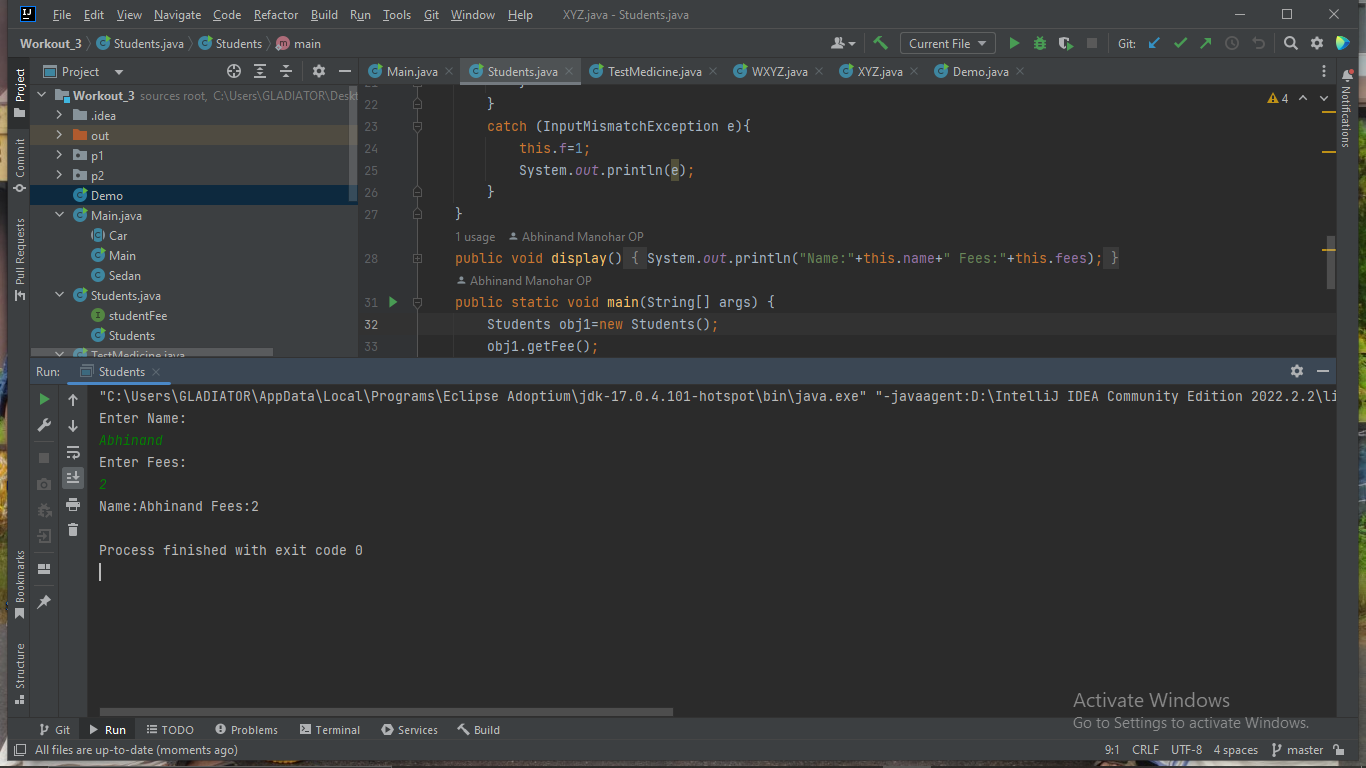 File Edit View Navigate Code Refactor Build Run Tools Git Window Help XYZ.java - Students.java
Workout_3 Students.java Students main Current File Git:
Project Main.java Students.java TestMedicine.java WXYZ.java XYZ.java Demo.java
Workout_3 sources root, C:\Users\GLADIATOR\Deskt
.idea
out
p1
p2
Demo
Main.java
Car
Main
Sedan
Students.java
studentFee
Students
TestMedicine.java
22 }
23 catch (InputMismatchException e){
24 this.f=1;
25 System.out.println(e);
26 }
27 }
1 usage Abhinand Manohar OP
28 public void display() { System.out.println("Name:"+this.name+" Fees:"+this.fees); }
Abhinand Manohar OP
31 public static void main(String[] args) {
32 Students obj1=new Students();
33 obj1.getFee();
4
Project
Commit
Pull Requests
Bookmarks
Structure
Notifications
Run: Students
"C:\Users\GLADIATOR\AppData\Local\Programs\Eclipse Adoptium\jdk-17.0.4.101-hotspot\bin\java.exe" "-javaagent:D:\IntelliJ IDEA Community Edition 2022.2.2\li
Enter Name:
Abhinand
Enter Fees:
2
Name:Abhinand Fees:2
Process finished with exit code 0
Activate Windows
Go to Settings to activate Windows.
Git Run TODO Problems Terminal Services Build
All files are up-to-date (moments ago) 9:1 CRLF UTF-8 4 spaces master